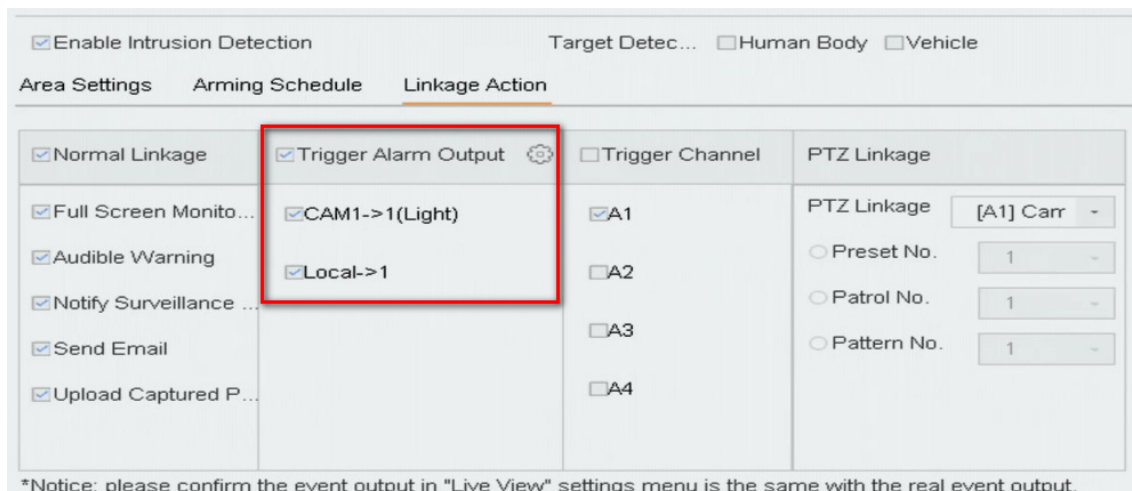 Enable Intrusion Detection
Target Detec... Human Body Vehicle
Area Settings Arming Schedule Linkage Action
Normal Linkage
Full Screen Monito...
Audible Warning
Notify Surveillance ...
Send Email
Upload Captured P...
Trigger Alarm Output
CAM1->1(Light)
Local->1
Trigger Channel
A1
A2
A3
A4
PTZ Linkage
PTZ Linkage [A1] Cam
Preset No. 1
Patrol No. 1
Pattern No. 1
*Notice: please confirm the event output in "Live View" settings menu is the same with the real event output.